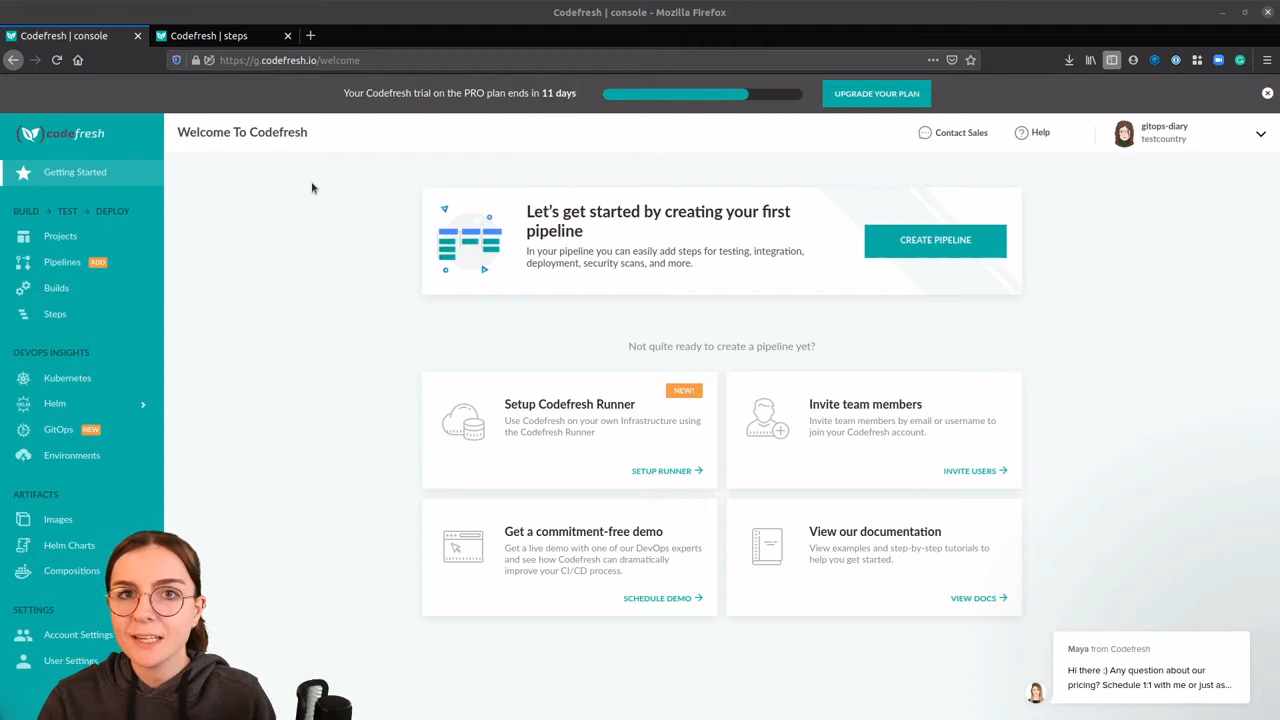 Codefresh | console - Mozilla Firefox
Codefresh | console
Codefresh | steps
https://g.codefresh.io/welcome
Your Codefresh trial on the PRO plan ends in 11 days
UPGRADE YOUR PLAN
codefresh
Welcome To Codefresh
Contact Sales
Help
gitops-diary
testcountry
Getting Started
BUILD → TEST → DEPLOY
Projects
Pipelines ADD
Builds
Steps
DEVOPS INSIGHTS
Kubernetes
HELM
Helm
GitOps NEW
Environments
ARTIFACTS
Images
Helm Charts
Compositions
SETTINGS
Account Settings
User Settings
Let's get started by creating your first
pipeline
In your pipeline you can easily add steps for testing, integration,
deployment, security scans, and more.
CREATE PIPELINE
Not quite ready to create a pipeline yet?
NEW!
Setup Codefresh Runner
Use Codefresh on your own Infrastructure using
the Codefresh Runner
SETUP RUNNER →
Invite team members
Invite team members by email or username to
join your Codefresh account.
INVITE USERS →
Get a commitment-free demo
Get a live demo with one of our DevOps experts
and see how Codefresh can dramatically
improve your CI/CD process.
SCHEDULE DEMO →
View our documentation
View examples and step-by-step tutorials to
help you get started.
VIEW DOCS →
Maya from Codefresh
Hi there :) Any question about our
pricing? Schedule 1:1 with me or just as...